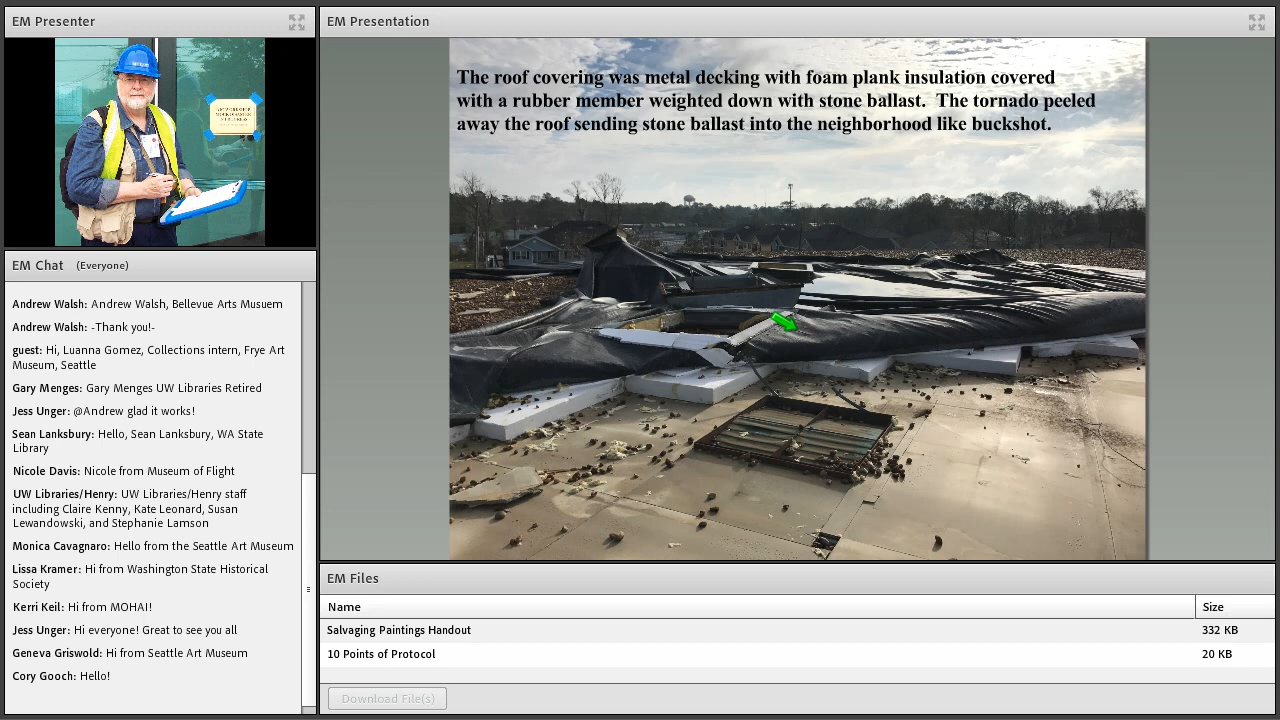 EM Presenter
EM Chat (Everyone)
Andrew Walsh: Andrew Walsh, Bellevue Arts Musuem
Andrew Walsh: -Thank you!-
guest: Hi, Luanna Gomez, Collections intern, Frye Art
Museum, Seattle
Gary Menges: Gary Menges UW Libraries Retired
Jess Unger: @Andrew glad it works!
Sean Lanksbury: Hello, Sean Lanksbury, WA State
Library
Nicole Davis: Nicole from Museum of Flight
UW Libraries/Henry: UW Libraries/Henry staff
including Claire Kenny, Kate Leonard, Susan
Lewandowski, and Stephanie Lamson
Monica Cavagnaro: Hello from the Seattle Art Museum
Lissa Kramer: Hi from Washington State Historical
Society
Kerri Keil: Hi from MOHAI!
Jess Unger: Hi everyone! Great to see you all
Geneva Griswold: Hi from Seattle Art Museum
Cory Gooch: Hello!
EM Presentation
The roof covering was metal decking with foam plank insulation covered
with a rubber member weighted down with stone ballast. The tornado peeled
away the roof sending stone ballast into the neighborhood like buckshot.
EM Files
Name Size
Salvaging Paintings Handout 332 KB
10 Points of Protocol 20 KB
Download File(s)